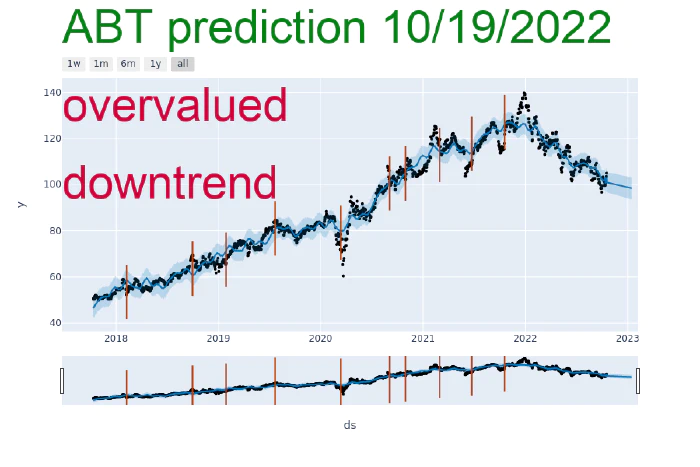 ABT prediction 10/19/2022
1w 1m 6m 1y all
140
overvalued
120
downtrend
100
y
80
60
40
2018 2019 2020 2021 2022 2023
ds